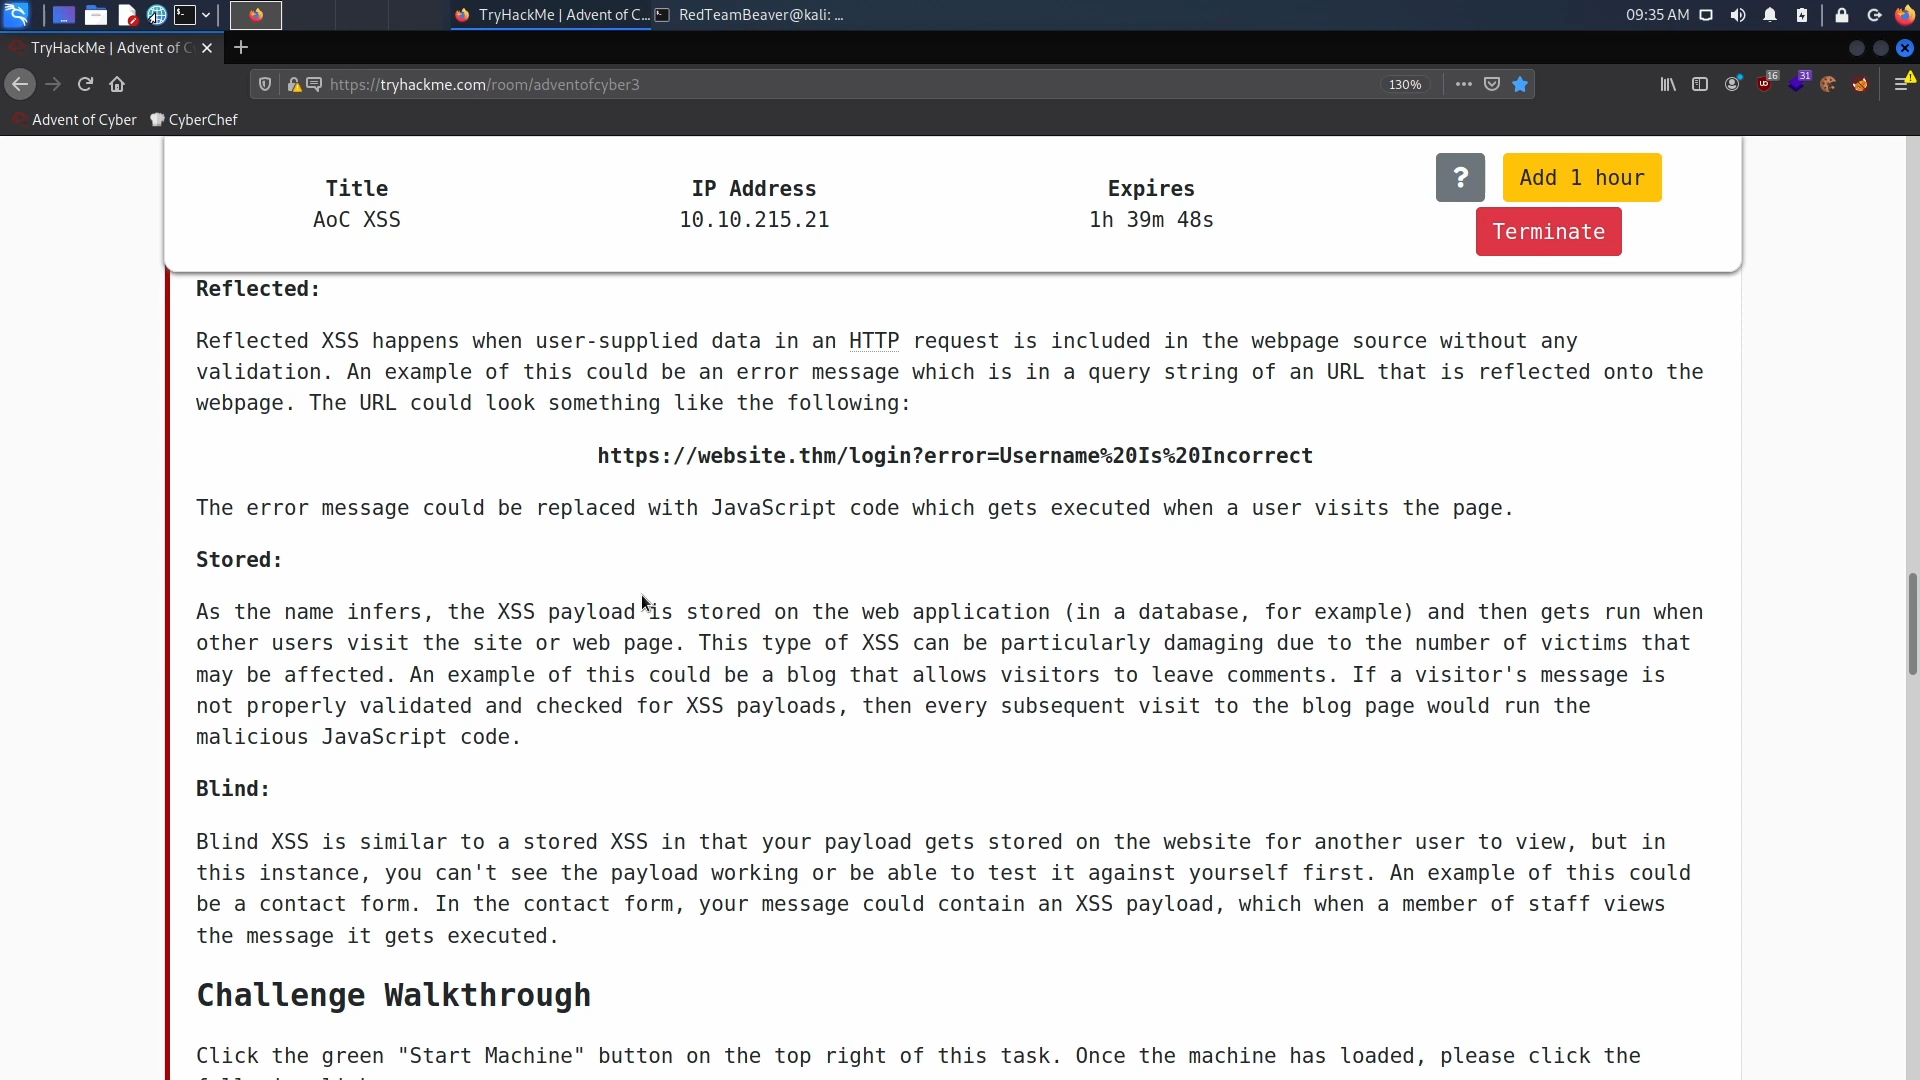 TryHackMe | Advent of C...
RedTeamBeaver@kali: ...
09:35 AM
TryHackMe | Advent of C
https://tryhackme.com/room/adventofcyber3
130%
16
31
Advent of Cyber
CyberChef
Title
IP Address
Expires
?
Add 1 hour
AoC XSS
10.10.215.21
1h 39m 48s
Terminate
Reflected:
Reflected XSS happens when user-supplied data in an HTTP request is included in the webpage source without any
validation. An example of this could be an error message which is in a query string of an URL that is reflected onto the
webpage. The URL could look something like the following:
https://website.thm/login?error=Username%20Is%20Incorrect
The error message could be replaced with JavaScript code which gets executed when a user visits the page.
Stored:
As the name infers, the XSS payload is stored on the web application (in a database, for example) and then gets run when
other users visit the site or web page. This type of XSS can be particularly damaging due to the number of victims that
may be affected. An example of this could be a blog that allows visitors to leave comments. If a visitor's message is
not properly validated and checked for XSS payloads, then every subsequent visit to the blog page would run the
malicious JavaScript code.
Blind:
Blind XSS is similar to a stored XSS in that your payload gets stored on the website for another user to view, but in
this instance, you can't see the payload working or be able to test it against yourself first. An example of this could
be a contact form. In the contact form, your message could contain an XSS payload, which when a member of staff views
the message it gets executed.
Challenge Walkthrough
Click the green "Start Machine" button on the top right of this task. Once the machine has loaded, please click the